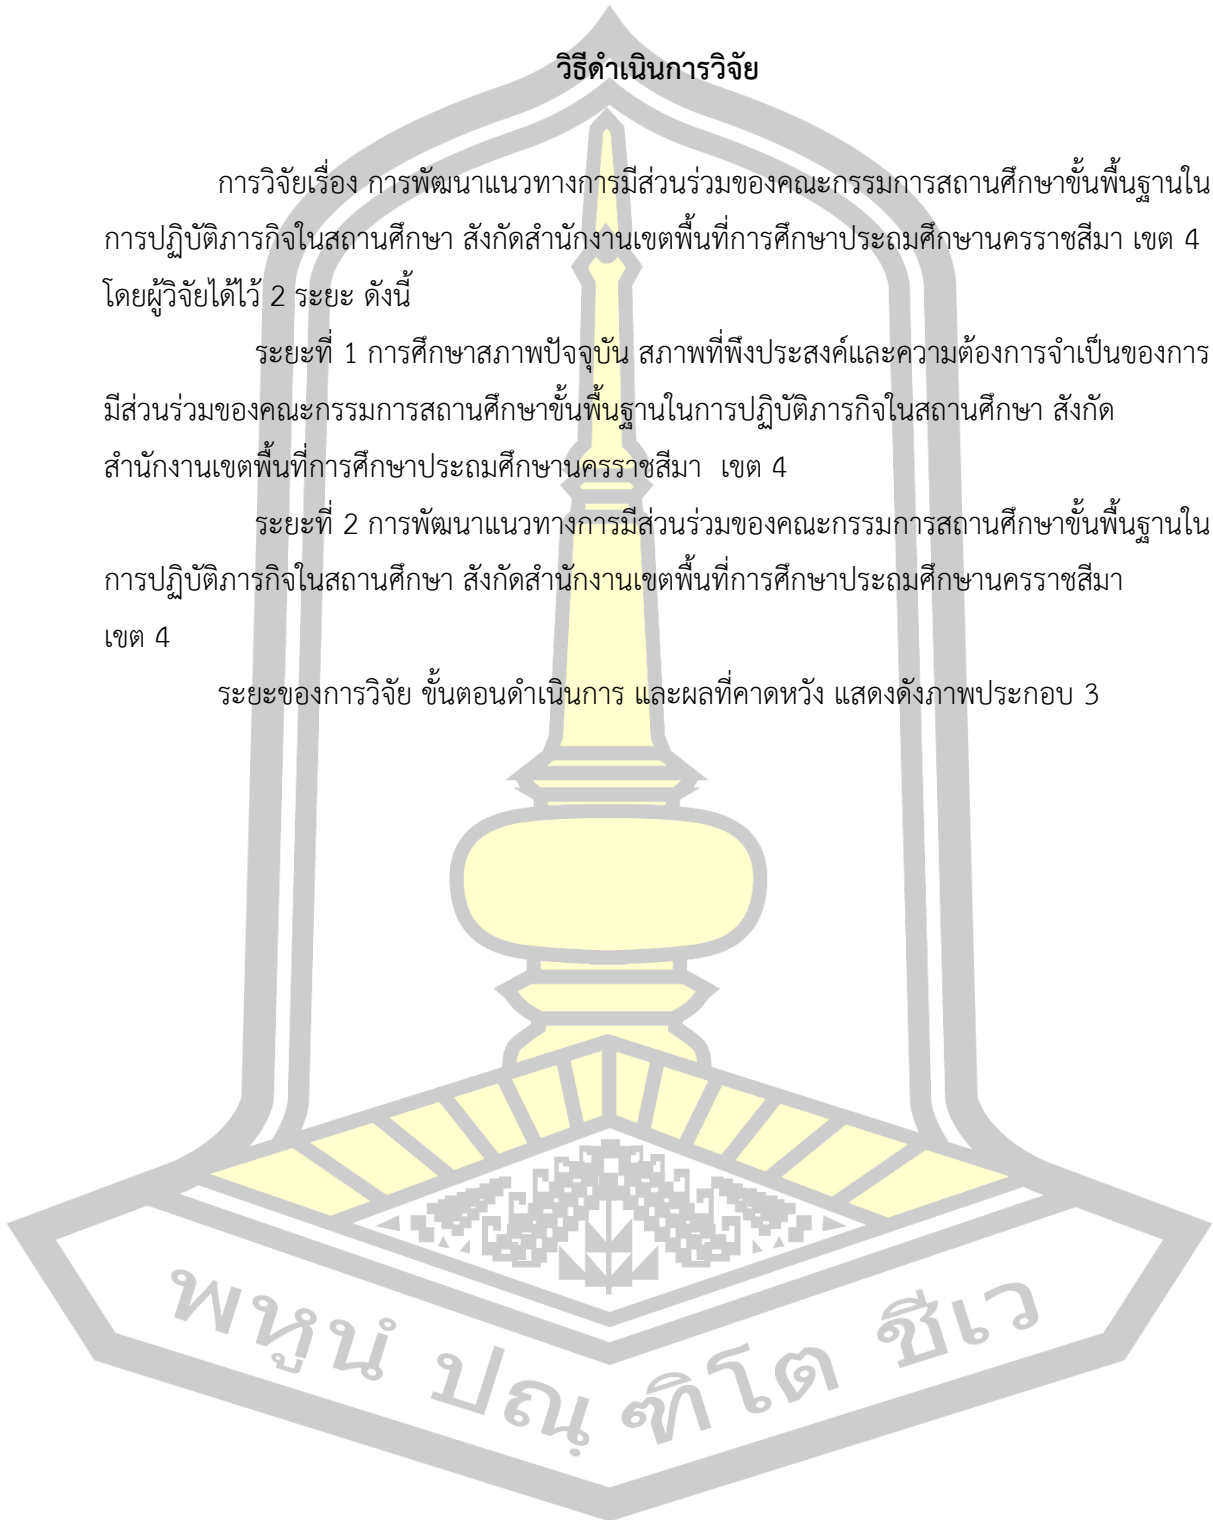 วิธีดำเนินการวิจัย
การวิจัยเรื่อง การพัฒนาแนวทางการมีส่วนร่วมของคณะกรรมการสถานศึกษาขั้นพื้นฐานใน
การปฏิบัติภารกิจในสถานศึกษา สังกัดสำนักงานเขตพื้นที่การศึกษาประถมศึกษานครราชสีมา เขต 4
โดยผู้วิจัยได้ไว้ 2 ระยะ ดังนี้
ระยะที่ 1 การศึกษาสภาพปัจจุบัน สภาพที่พึงประสงค์และความต้องการจำเป็นของการ
มีส่วนร่วมของคณะกรรมการสถานศึกษาขั้นพื้นฐานในการปฏิบัติภารกิจในสถานศึกษา สังกัด
สำนักงานเขตพื้นที่การศึกษาประถมศึกษานครราชสีมา เขต 4
ระยะที่ 2 การพัฒนาแนวทางการมีส่วนร่วมของคณะกรรมการสถานศึกษาขั้นพื้นฐานใน
การปฏิบัติภารกิจในสถานศึกษา สังกัดสำนักงานเขตพื้นที่การศึกษาประถมศึกษานครราชสีมา
เขต 4
ระยะของการวิจัย ขั้นตอนดำเนินการ และผลที่คาดหวัง แสดงดังภาพประกอบ 3
พหูนํ ปณฺฑิโต ชีเว